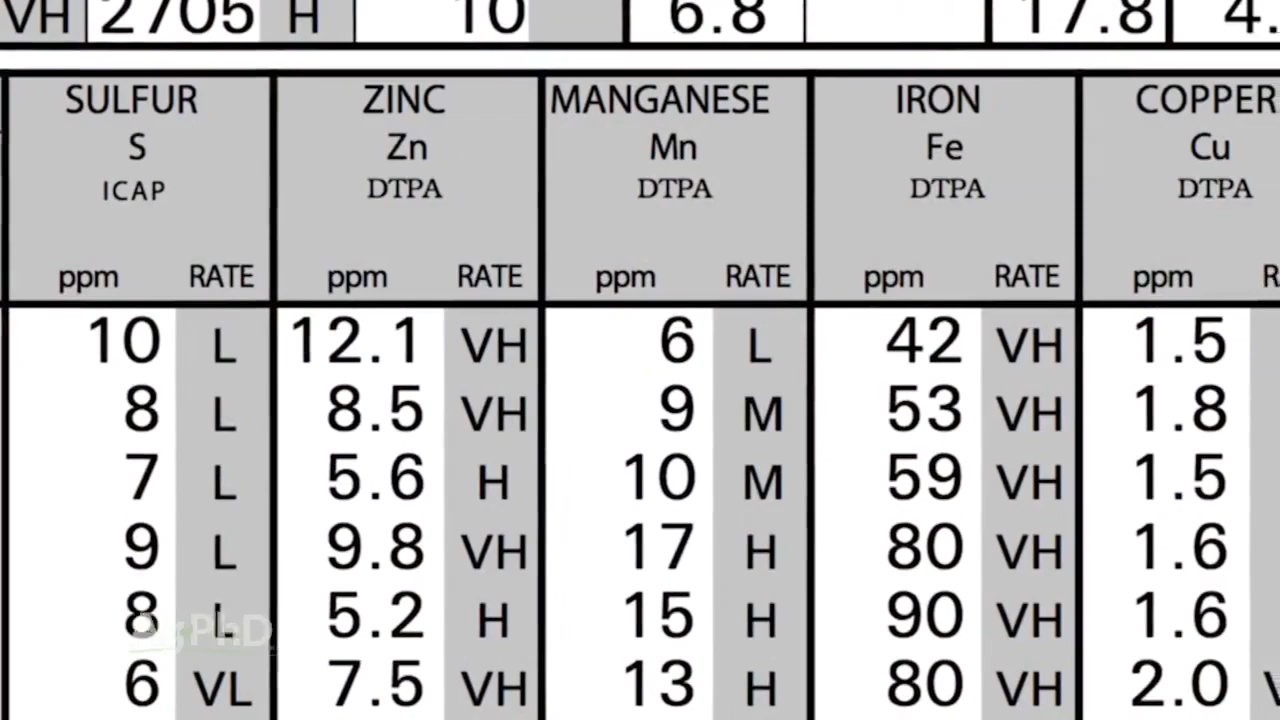 VH 2705 H 10 6.8 17.8 4.
SULFUR ZINC MANGANESE IRON COPPER
S Zn Mn Fe Cu
ICAP DTPA DTPA DTPA DTPA
ppm RATE ppm RATE ppm RATE ppm RATE ppm
10 L 12.1 VH 6 L 42 VH 1.5
8 L 8.5 VH 9 M 53 VH 1.8
7 L 5.6 H 10 M 59 VH 1.5
9 L 9.8 VH 17 H 80 VH 1.6
8 L 5.2 H 15 H 90 VH 1.6
AgPhD
6 VL 7.5 VH 13 H 80 VH 2.0